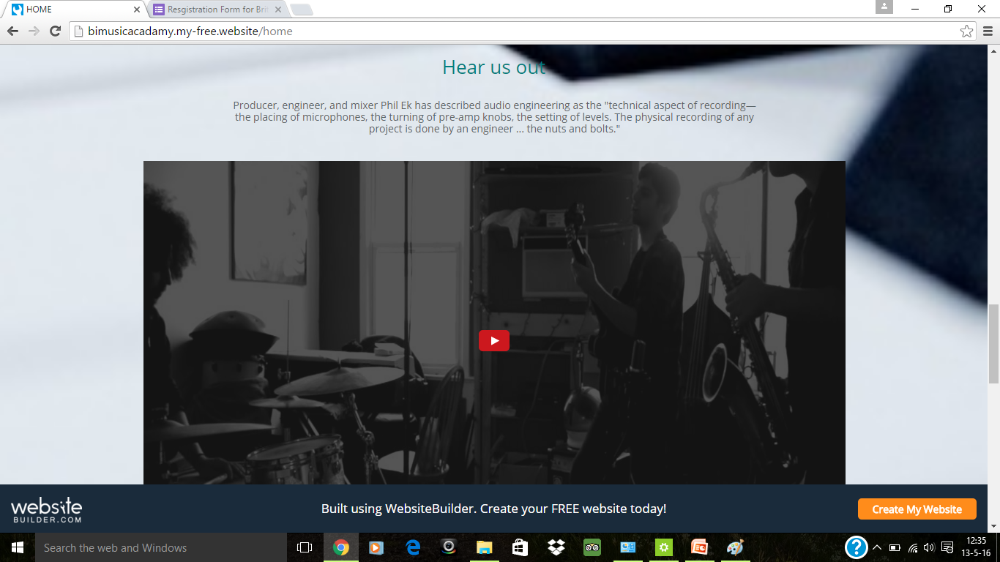 HOME
Resgistration Form for Brit
bimusicacadamy.my-free.website/home
Hear us out
Producer, engineer, and mixer Phil Ek has described audio engineering as the "technical aspect of recording—
the placing of microphones, the turning of pre-amp knobs, the setting of levels. The physical recording of any
project is done by an engineer ... the nuts and bolts."
website
BUILDER.COM
Built using WebsiteBuilder. Create your FREE website today!
Create My Website
Search the web and Windows
12:35
13-5-16